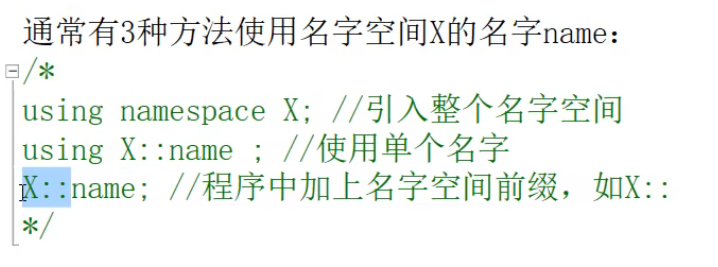 通常有3种方法使用名字空间X的名字name:
/*
using namespace X; //引入整个名字空间
using X::name ; //使用单个名字
X::name; //程序中加上名字空间前缀，如X::
*/